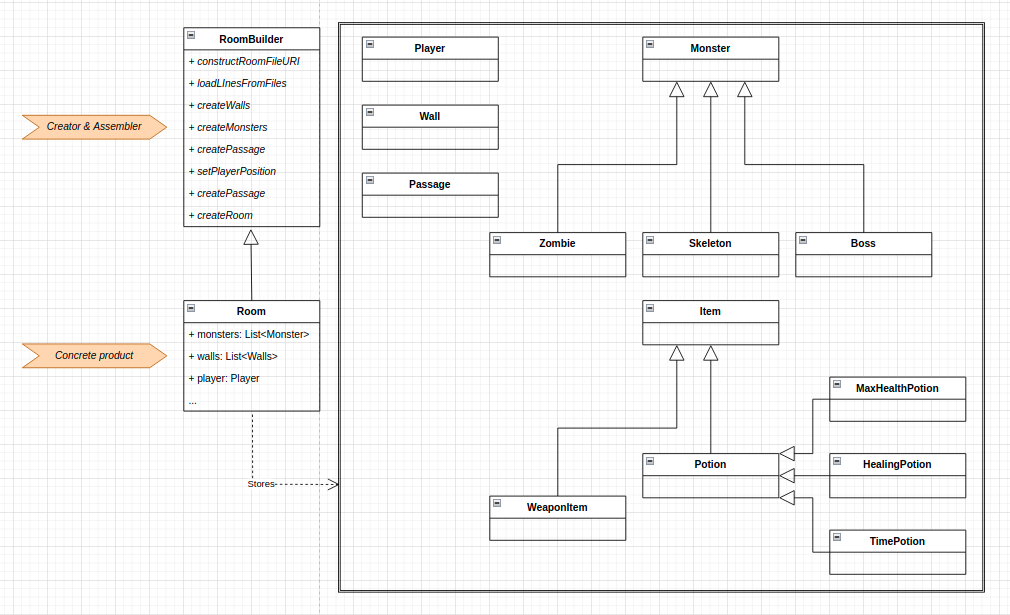 RoomBuilder
+ constructRoomFileURI
+ loadLInesFromFiles
+ createWalls
+ createMonsters
+ createPassage
+ setPlayerPosition
+ createPassage
+ createRoom
Creator & Assembler
Room
+ monsters: List<Monster>
+ walls: List<Walls>
+ player: Player
...
Concrete product
Stores
Player
Wall
Passage
Monster
Zombie
Skeleton
Boss
Item
WeaponItem
Potion
MaxHealthPotion
HealingPotion
TimePotion